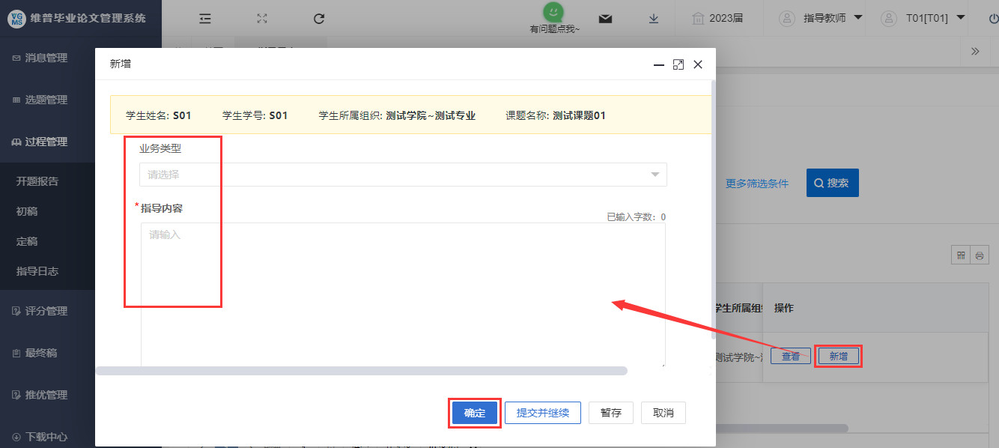 VG MS 维普毕业论文管理系统
有问题点我~
2023届
指导教师
T01[T01]
消息管理
选题管理
过程管理
开题报告
初稿
定稿
指导日志
评分管理
最终稿
推优管理
下载中心
新增
学生姓名: S01 学生学号: S01 学生所属组织: 测试学院~测试专业 课题名称: 测试课题01
业务类型
请选择
*指导内容
已输入字数: 0
请输入
确定 提交并继续 暂存 取消
更多筛选条件 搜索
学生所属组 操作
测试学院~ 查看 新增